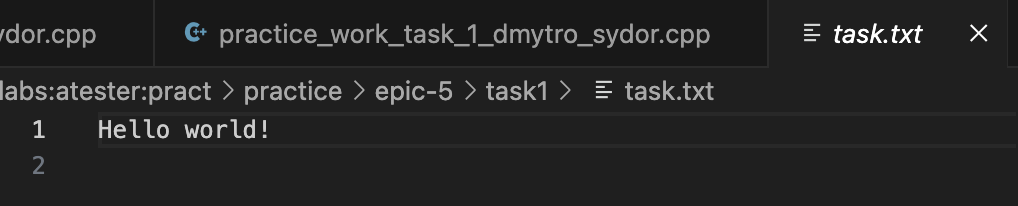 ydor.cpp practice_work_task_1_dmytro_sydor.cpp task.txt
labs:atester:pract > practice > epic-5 > task1 > task.txt
1 Hello world!
2